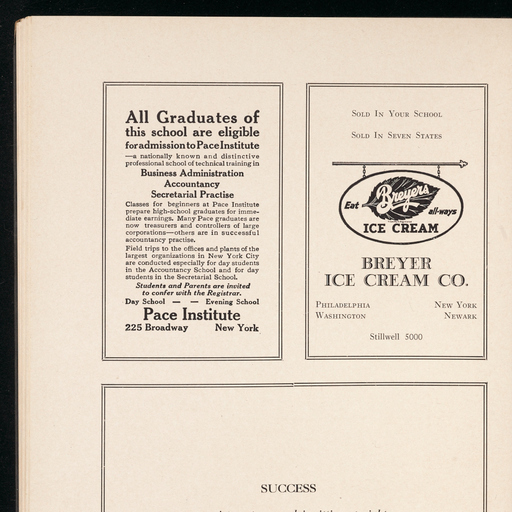 All Graduates of
this school are eligible
for admission to Pace Institute
—a nationally known and distinctive
professional school of technical training in
Business Administration
Accountancy
Secretarial Practise
Classes for beginners at Pace Institute
prepare high-school graduates for imme-
diate earnings. Many Pace graduates are
now treasurers and controllers of large
corporations—others are in successful
accountancy practise.
Field trips to the offices and plants of the
largest organizations in New York City
are conducted especially for day students
in the Accountancy School and for day
students in the Secretarial School.
Students and Parents are invited
to confer with the Registrar.
Day School — — Evening School
Pace Institute
225 Broadway New York
Sold In Your School
Sold In Seven States
Eat Breyers all-ways
ICE CREAM
BREYER
ICE CREAM CO.
Philadelphia New York
Washington Newark
Stillwell 5000
SUCCESS